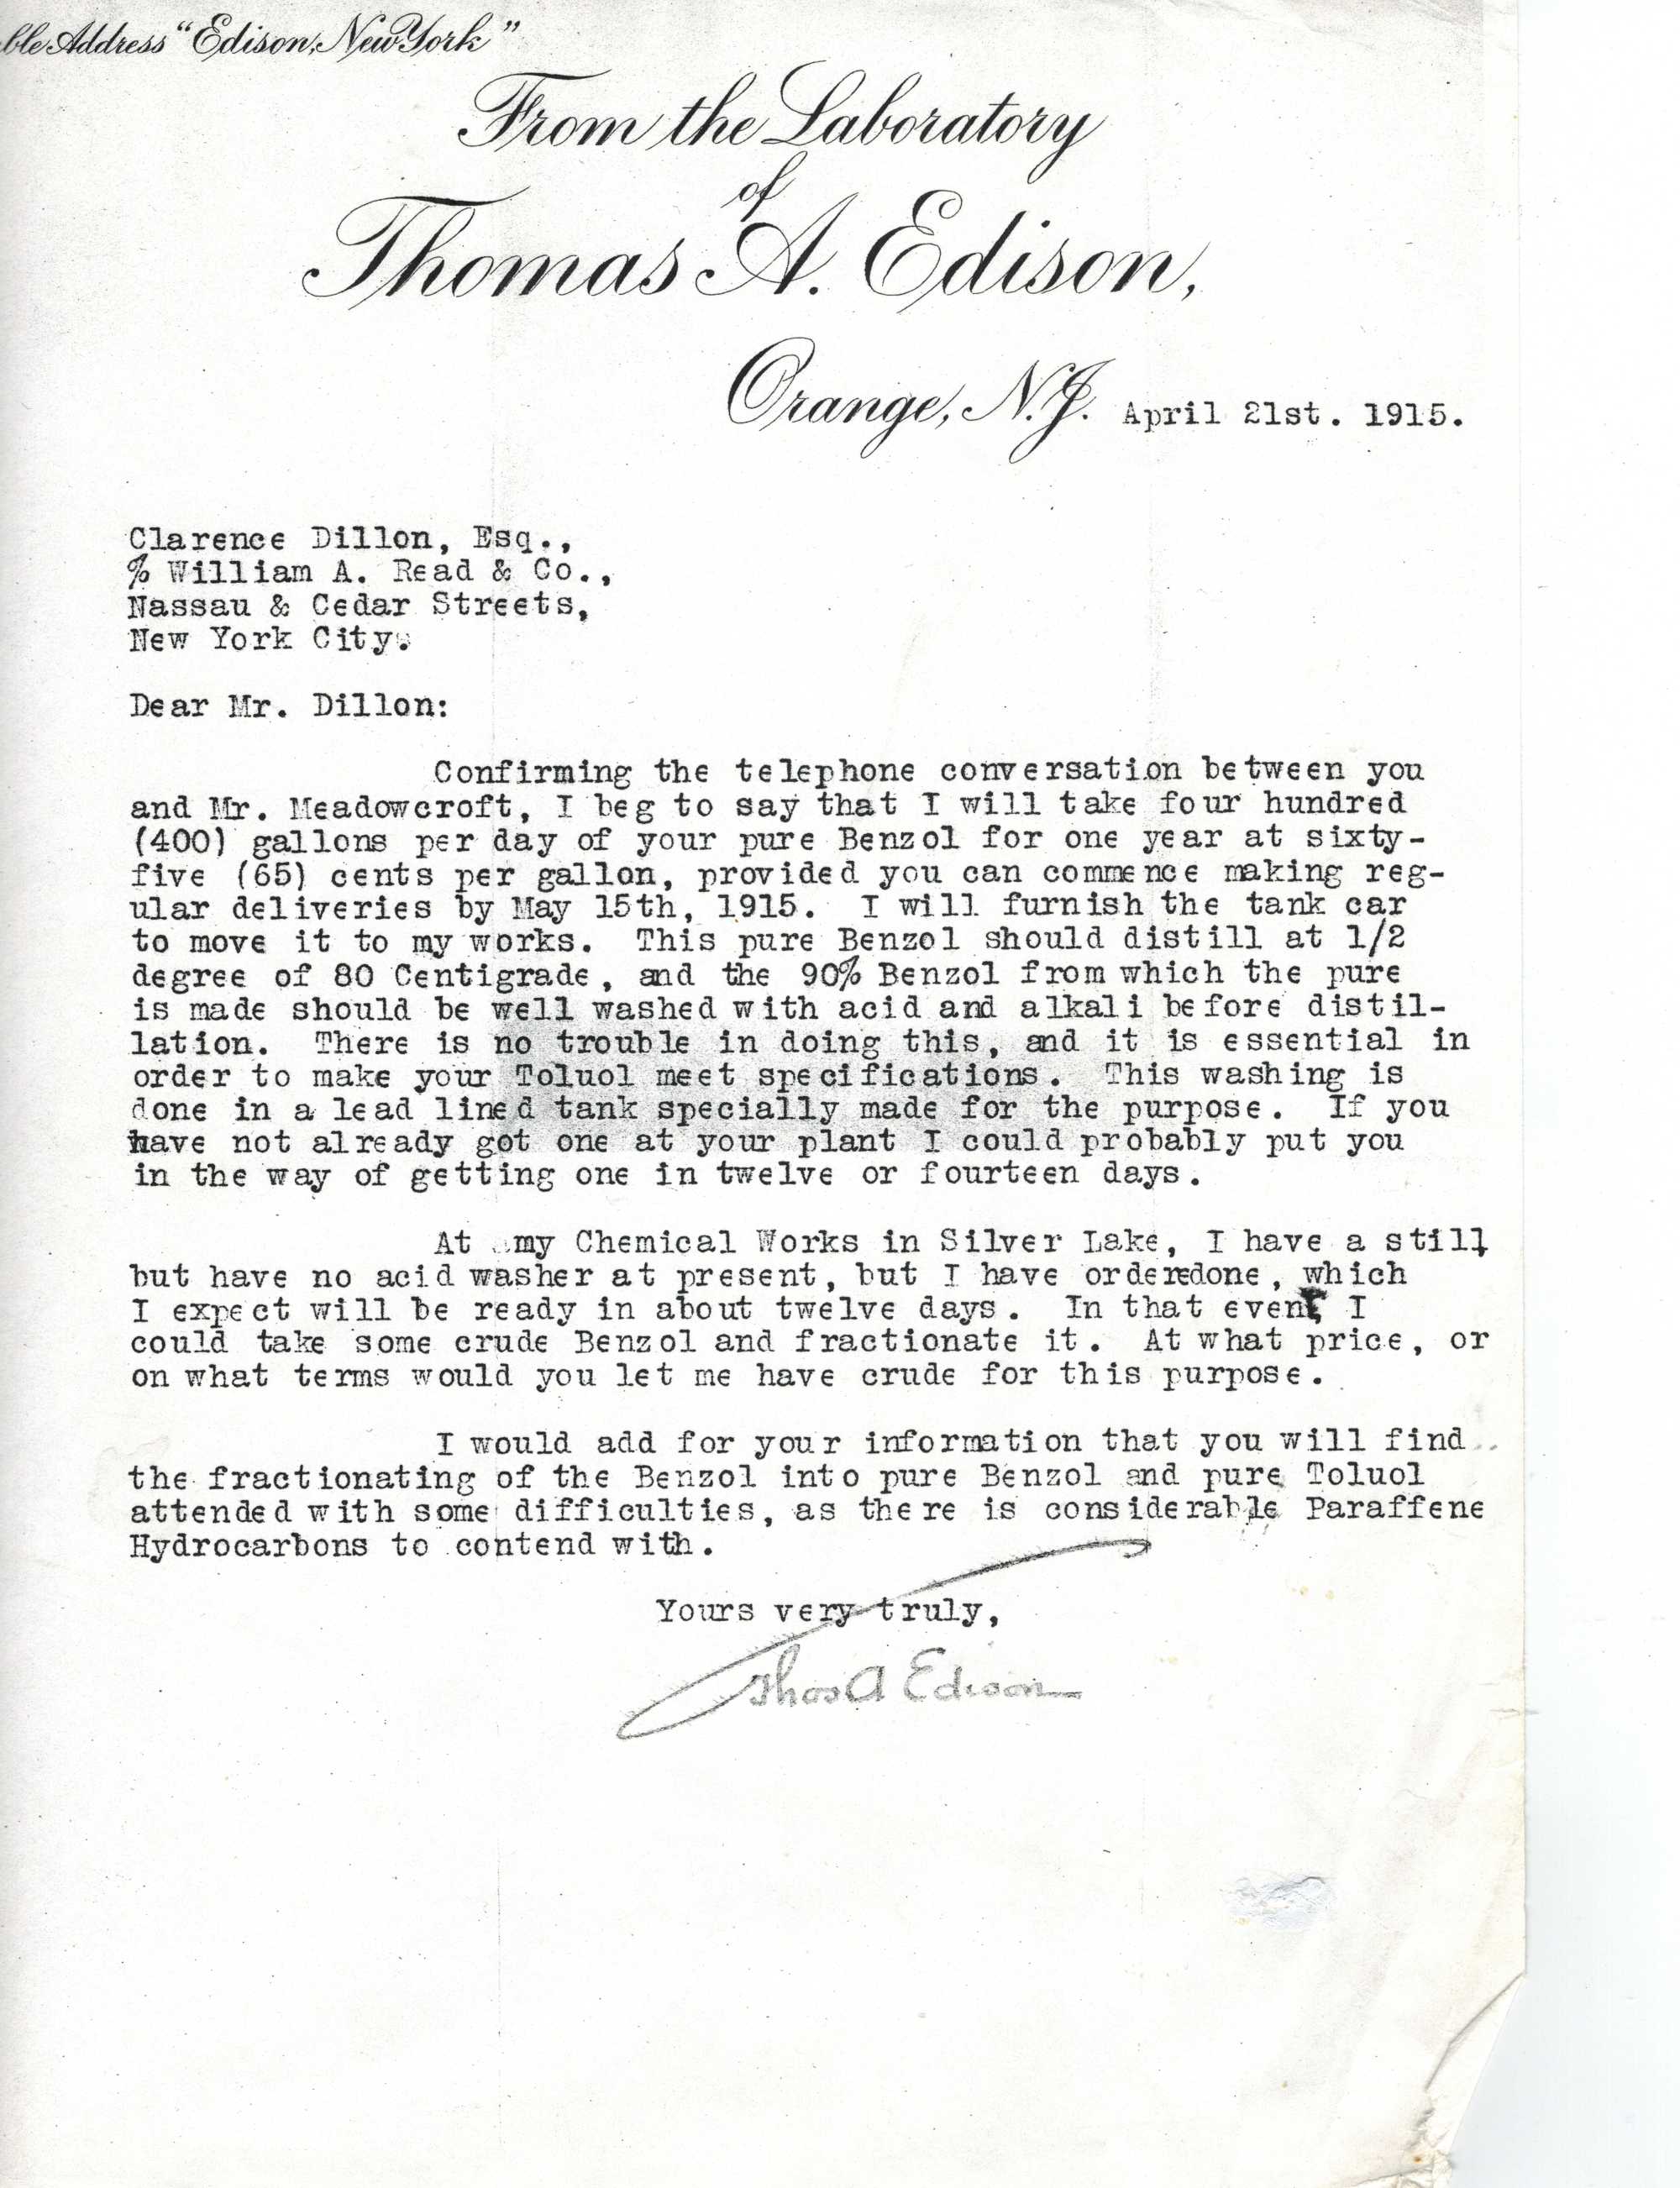 ble Address "Edison, New York"
From the Laboratory
of
Thomas A. Edison,
Orange, N.J. April 21st. 1915.
Clarence Dillon, Esq.,
% William A. Read & Co.,
Nassau & Cedar Streets,
New York City.
Dear Mr. Dillon:
Confirming the telephone conversation between you
and Mr. Meadowcroft, I beg to say that I will take four hundred
(400) gallons per day of your pure Benzol for one year at sixty-
five (65) cents per gallon, provided you can commence making reg-
ular deliveries by May 15th, 1915. I will furnish the tank car
to move it to my works. This pure Benzol should distill at 1/2
degree of 80 Centigrade, and the 90% Benzol from which the pure
is made should be well washed with acid and alkali before distil-
lation. There is no trouble in doing this, and it is essential in
order to make your Toluol meet specifications. This washing is
done in a lead lined tank specially made for the purpose. If you
have not already got one at your plant I could probably put you
in the way of getting one in twelve or fourteen days.
At my Chemical Works in Silver Lake, I have a still
but have no acid washer at present, but I have orderedone, which
I expect will be ready in about twelve days. In that event, I
could take some crude Benzol and fractionate it. At what price, or
on what terms would you let me have crude for this purpose.
I would add for your information that you will find
the fractionating of the Benzol into pure Benzol and pure Toluol
attended with some difficulties, as there is considerable Paraffene
Hydrocarbons to contend with.
Yours very truly,
Thos A Edison